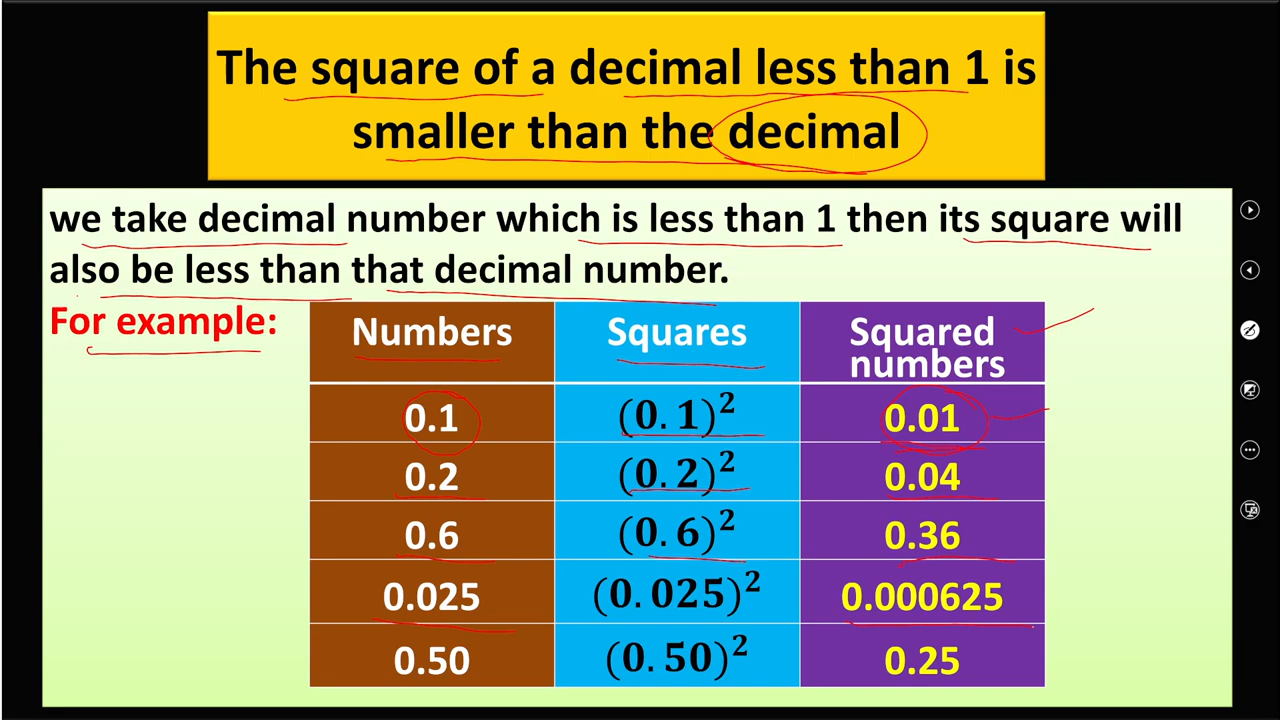 The square of a decimal less than 1 is
smaller than the decimal
we take decimal number which is less than 1 then its square will
also be less than that decimal number.
For example:
Numbers Squares Squared numbers
0.1 (0.1)² 0.01
0.2 (0.2)² 0.04
0.6 (0.6)² 0.36
0.025 (0.025)² 0.000625
0.50 (0.50)² 0.25